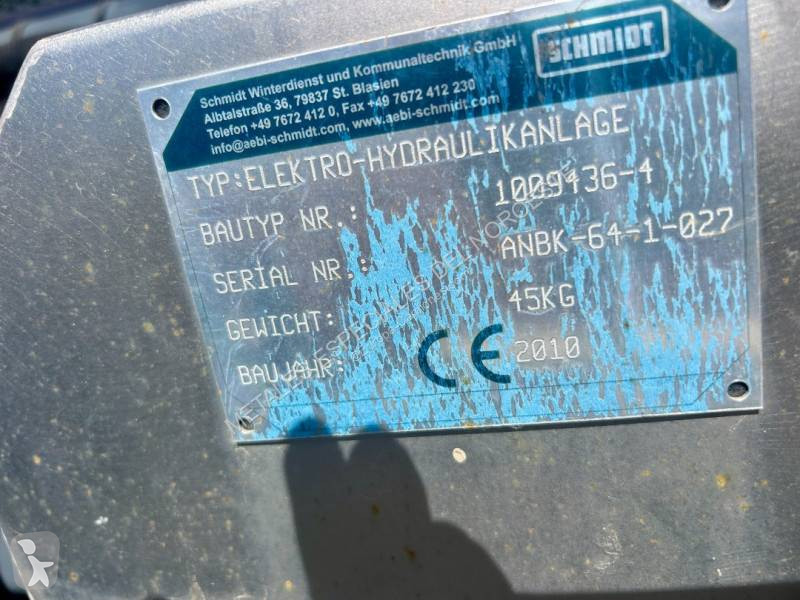 Schmidt Winterdienst und Kommunaltechnik GmbH
Albtalstraße 36, 79837 St. Blasien
Telefon +49 7672 412 0, Fax +49 7672 412 230
info@aebi-schmidt.com, www.aebi-schmidt.com
SCHMIDT
TYP: ELEKTRO-HYDRAULIKANLAGE
BAUTYP NR.: 1009436-4
SERIAL NR.: ANBK-64-1-027
GEWICHT: 45KG
BAUJAHR: 2010
CE